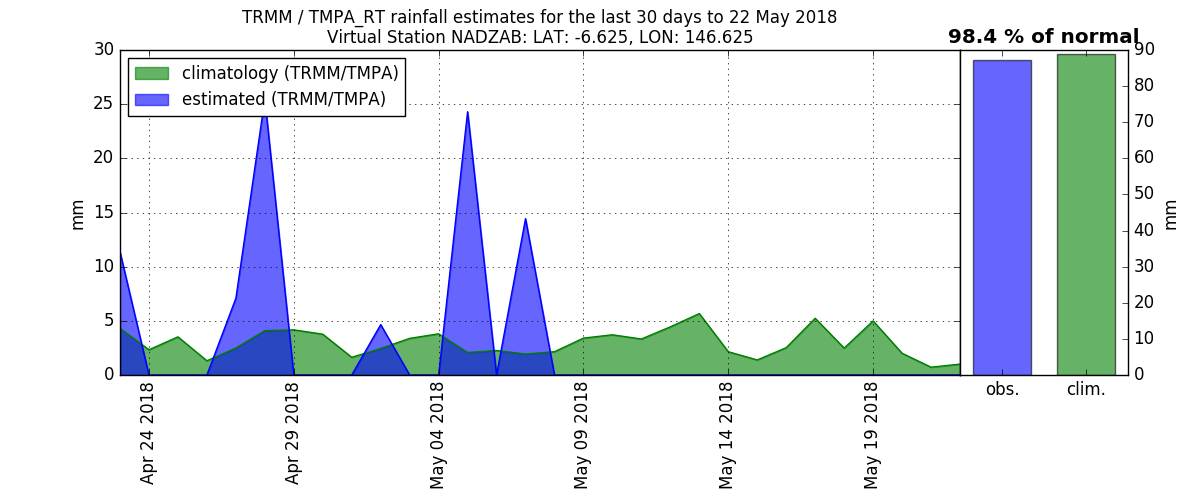 TRMM / TMPA_RT rainfall estimates for the last 30 days to 22 May 2018
Virtual Station NADZAB: LAT: -6.625, LON: 146.625
98.4 % of normal
climatology (TRMM/TMPA)
estimated (TRMM/TMPA)
30
25
20
15
10
5
0
mm
Apr 24 2018
Apr 29 2018
May 04 2018
May 09 2018
May 14 2018
May 19 2018
90
80
70
60
50
40
30
20
10
0
mm
obs.
clim.